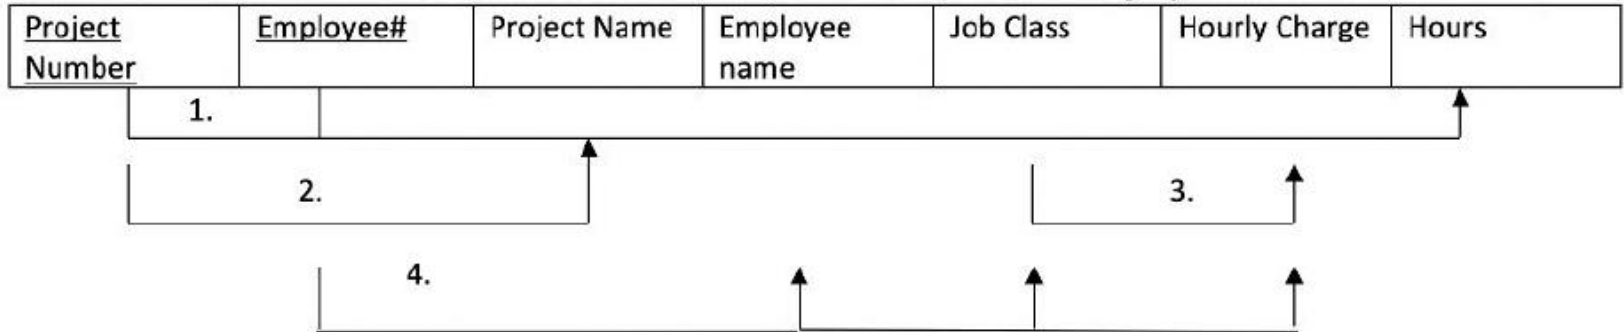 Project Number
Employee#
Project Name
Employee name
Job Class
Hourly Charge
Hours
1.
2.
3.
4.